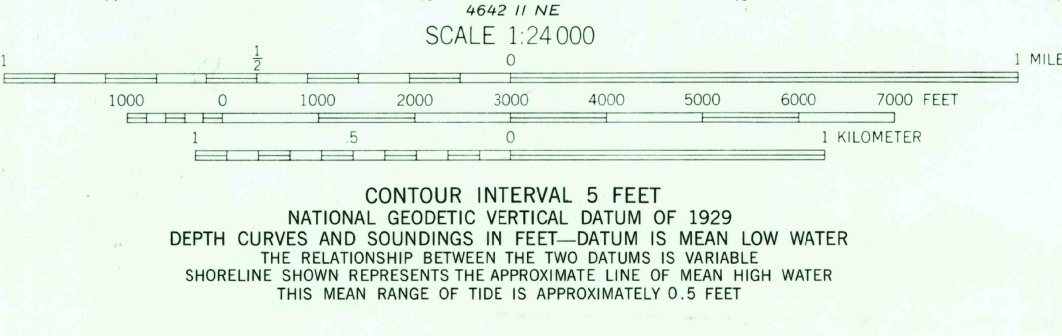 4642 II NE
SCALE 1:24 000
1 1/2 0 1 MILE
1000 0 1000 2000 3000 4000 5000 6000 7000 FEET
1 .5 0 1 KILOMETER
CONTOUR INTERVAL 5 FEET
NATIONAL GEODETIC VERTICAL DATUM OF 1929
DEPTH CURVES AND SOUNDINGS IN FEET—DATUM IS MEAN LOW WATER
THE RELATIONSHIP BETWEEN THE TWO DATUMS IS VARIABLE
SHORELINE SHOWN REPRESENTS THE APPROXIMATE LINE OF MEAN HIGH WATER
THIS MEAN RANGE OF TIDE IS APPROXIMATELY 0.5 FEET